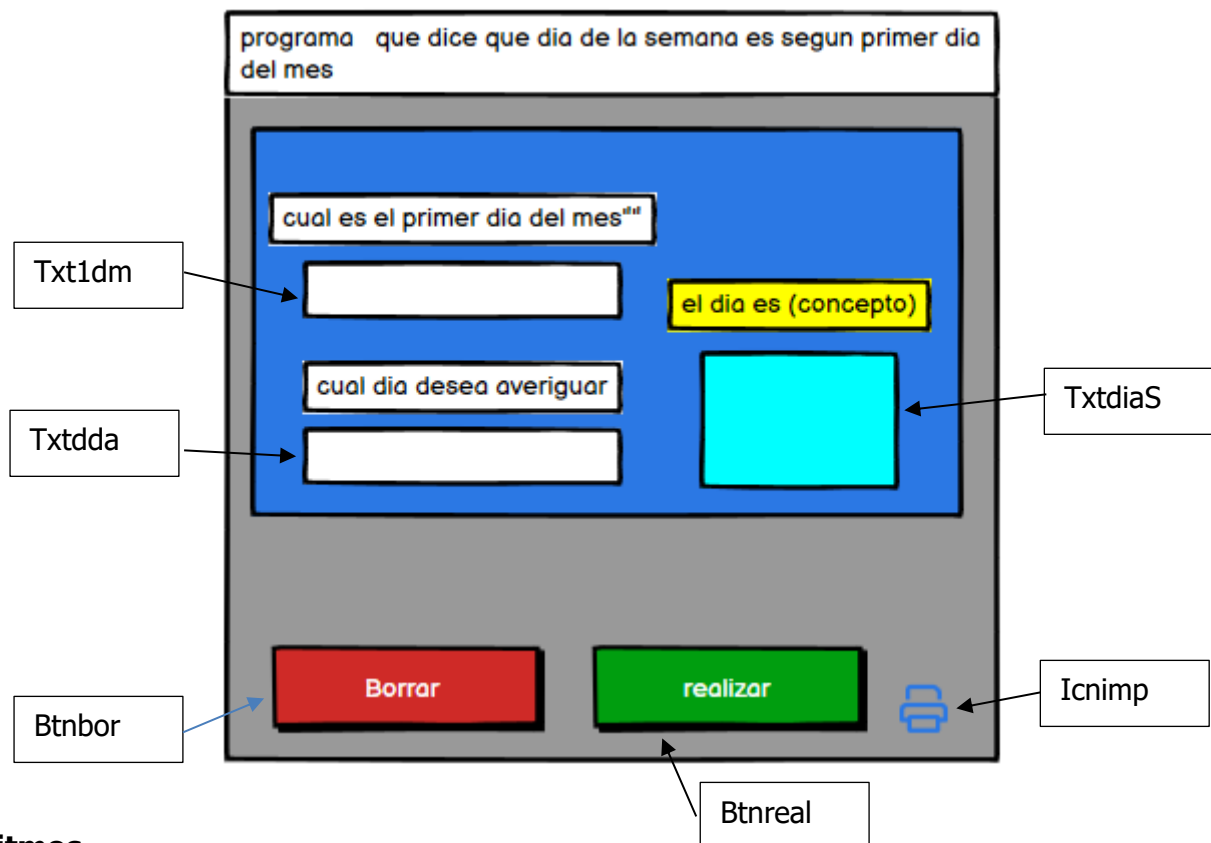 programa   que dice que dia de la semana es segun primer dia
del mes
cual es el primer dia del mes""
Txt1dm
el dia es (concepto)
cual dia desea averiguar
TxtdiaS
Txtdda
Borrar
realizar
Icnimp
Btnbor
Btnreal